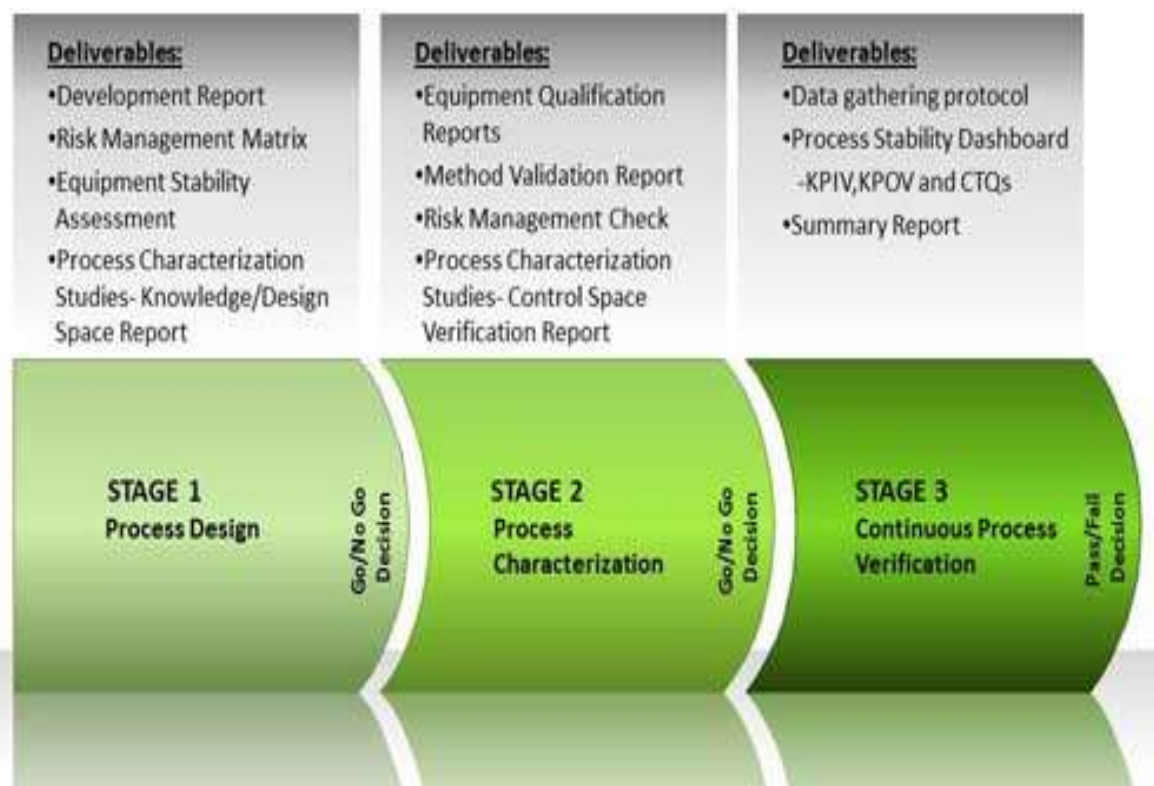 Deliverables:
•Development Report
•Risk Management Matrix
•Equipment Stability
Assessment
•Process Characterization
Studies- Knowledge/Design
Space Report
Deliverables:
•Equipment Qualification
Reports
•Method Validation Report
•Risk Management Check
•Process Characterization
Studies- Control Space
Verification Report
Deliverables:
•Data gathering protocol
•Process Stability Dashboard
-KPIV,KPOV and CTQs
•Summary Report
STAGE 1
Process Design
Go/No Go
Decision
STAGE 2
Process
Characterization
Go/No Go
Decision
STAGE 3
Continuous Process
Verification
Pass/Fail
Decision